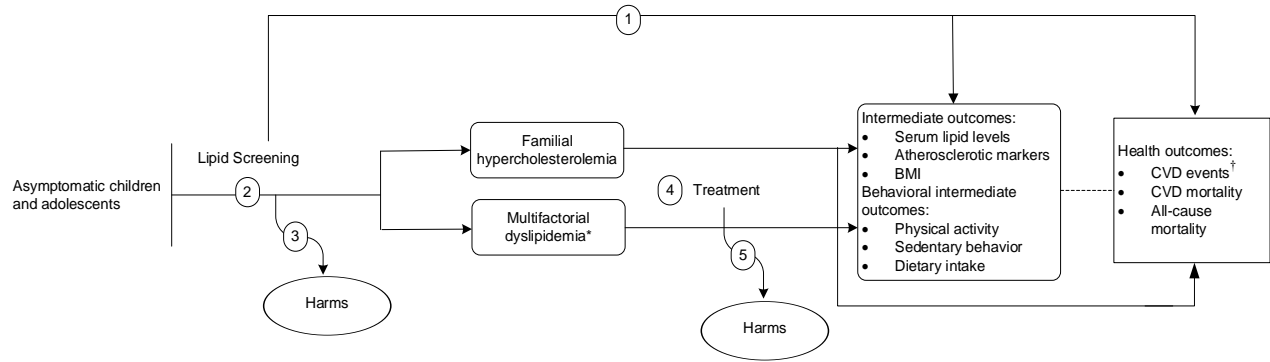 1
Lipid Screening
Asymptomatic children
and adolescents
2
3
Harms
Familial
hypercholesterolemia
Multifactorial
dyslipidemia*
4 Treatment
5
Harms
Intermediate outcomes:
• Serum lipid levels
• Atherosclerotic markers
• BMI
Behavioral intermediate
outcomes:
• Physical activity
• Sedentary behavior
• Dietary intake
Health outcomes:
• CVD events†
• CVD mortality
• All-cause
mortality